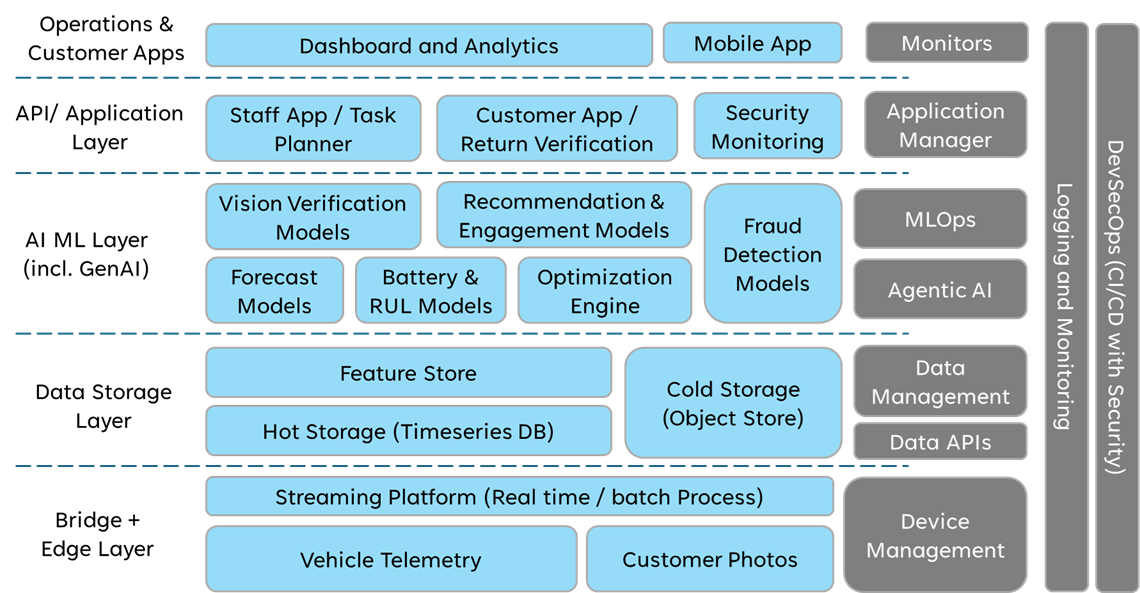 Operations &
Customer Apps
Dashboard and Analytics
Mobile App
Monitors
API/ Application
Layer
Staff App / Task
Planner
Customer App /
Return Verification
Security
Monitoring
Application
Manager
AI ML Layer
(incl. GenAI)
Vision Verification
Models
Recommendation &
Engagement Models
Fraud
Detection
Models
MLOps
Forecast
Models
Battery &
RUL Models
Optimization
Engine
Agentic AI
Data Storage
Layer
Feature Store
Hot Storage (Timeseries DB)
Cold Storage
(Object Store)
Data
Management
Data APIs
Bridge +
Edge Layer
Streaming Platform (Real time / batch Process)
Vehicle Telemetry
Customer Photos
Device
Management
Logging and Monitoring
DevSecOps (CI/CD with Security)